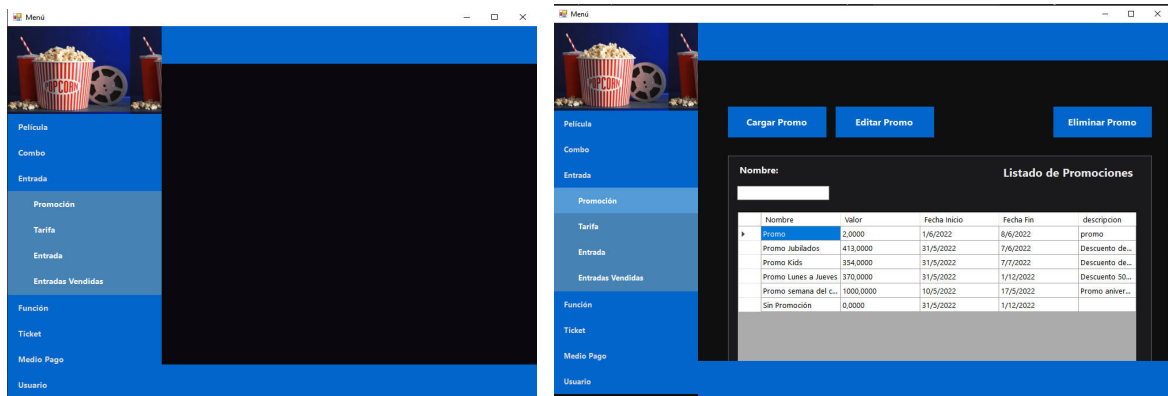 Menú
POPCORN
Película
Combo
Entrada
Promoción
Tarifa
Entrada
Entradas Vendidas
Función
Ticket
Medio Pago
Usuario
Menú
POPCORN
Película
Combo
Entrada
Promoción
Tarifa
Entrada
Entradas Vendidas
Función
Ticket
Medio Pago
Usuario
Cargar Promo Editar Promo Eliminar Promo
Nombre: Listado de Promociones
Nombre Valor Fecha Inicio Fecha Fin descripcion
Promo 2,0000 1/6/2022 8/6/2022 promo
Promo Jubilados 413,0000 31/5/2022 7/6/2022 Descuento de...
Promo Kids 354,0000 31/5/2022 7/7/2022 Descuento de...
Promo Lunes a Jueves 370,0000 31/5/2022 1/12/2022 Descuento 50...
Promo semana del c... 1000,0000 10/5/2022 17/5/2022 Promo aniver...
Sin Promoción 0,0000 31/5/2022 1/12/2022